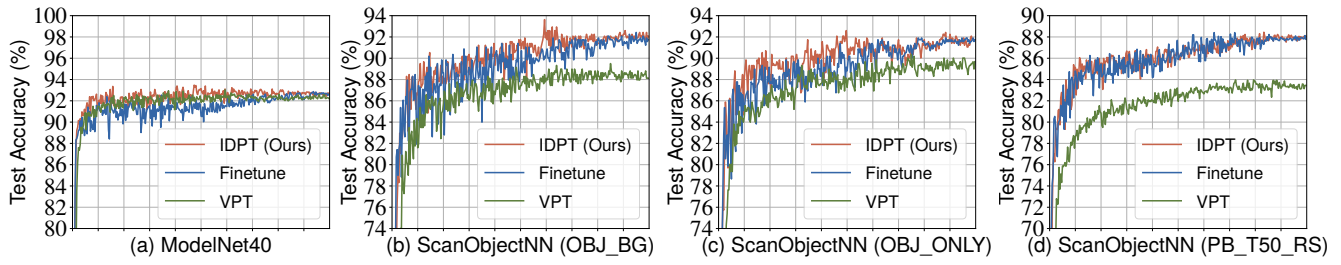 Test Accuracy (%)
100
98
96
94
92
90
88
86
84
82
80
IDPT (Ours)
Finetune
VPT
(a) ModelNet40
Test Accuracy (%)
94
92
90
88
86
84
82
80
78
76
74
IDPT (Ours)
Finetune
VPT
(b) ScanObjectNN (OBJ_BG)
Test Accuracy (%)
94
92
90
88
86
84
82
80
78
76
74
IDPT (Ours)
Finetune
VPT
(c) ScanObjectNN (OBJ_ONLY)
Test Accuracy (%)
90
88
86
84
82
80
78
76
74
72
70
IDPT (Ours)
Finetune
VPT
(d) ScanObjectNN (PB_T50_RS)